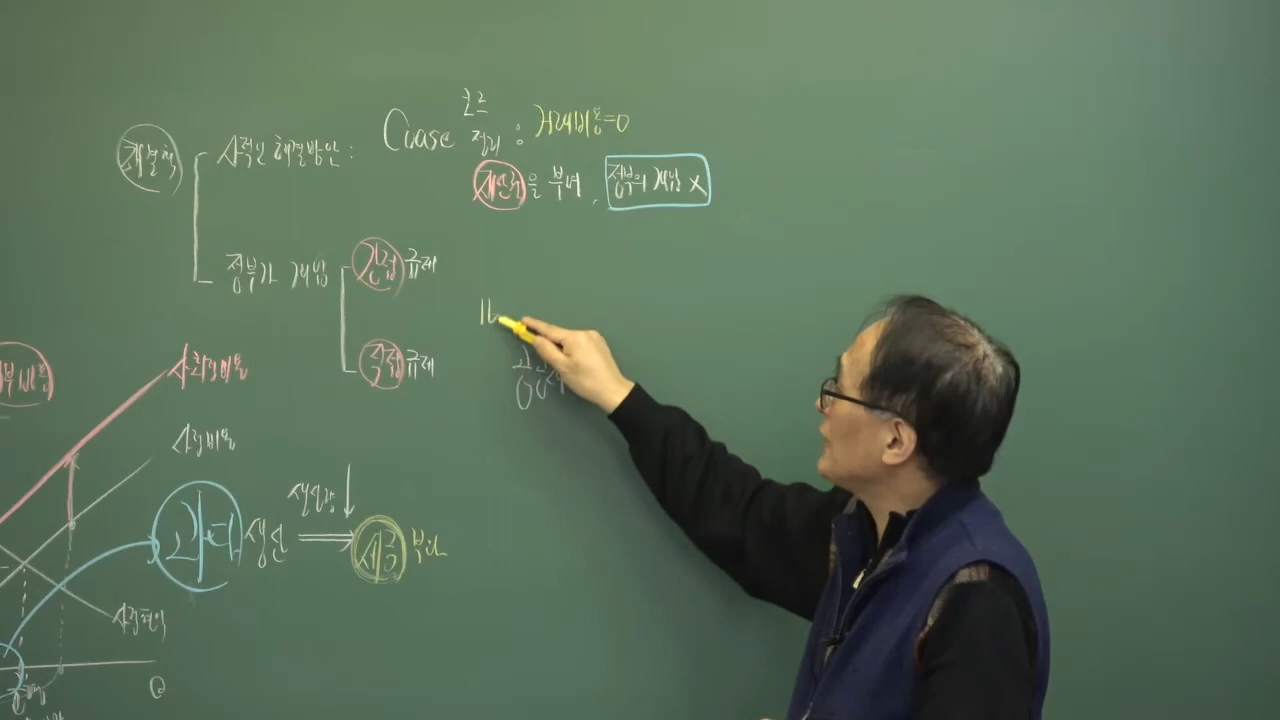 코즈
Coase 정리 : 거래비용=0
해결책
사적인 해결방안 :
재산권을 부여, 정부의 개입 X
정부가 개입
간접규제
직접규제
사회적비용
사적비용
과다 생산
생산량 ↓
세금 부과
사적편익
Q